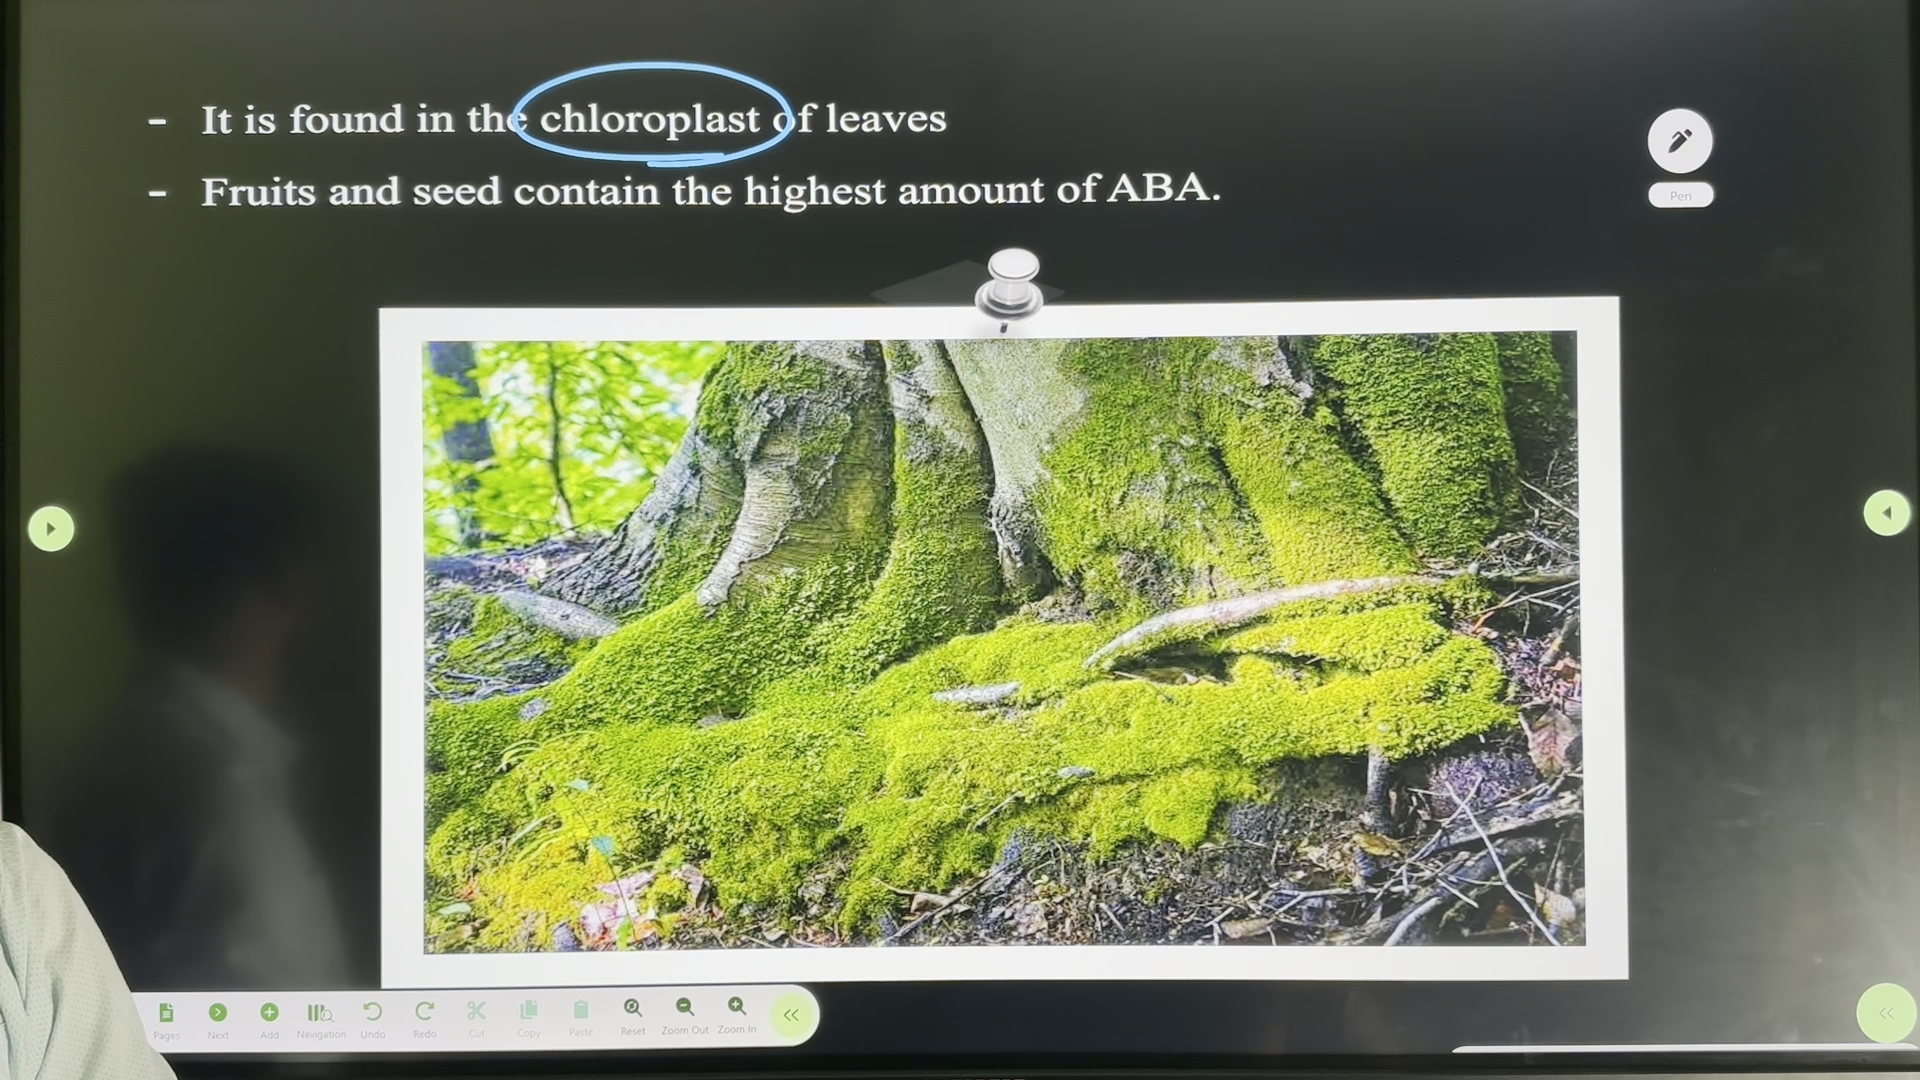 - It is found in the chloroplast of leaves
- Fruits and seed contain the highest amount of ABA.
Pen
Pages Next Add Navigation Undo Redo Cut Copy Paste Reset Zoom Out Zoom In